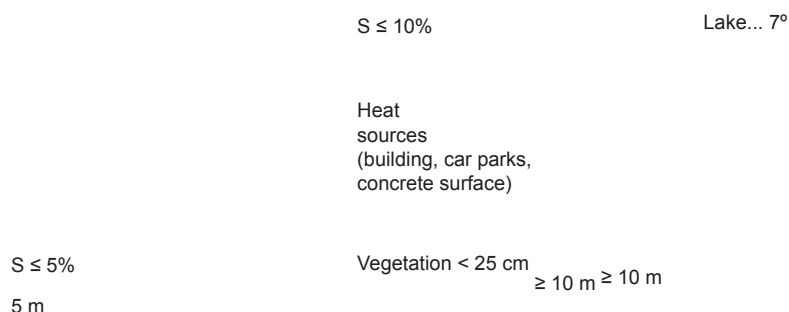 S ≤ 10%
Lake... 7º
Heat
sources
(building, car parks,
concrete surface)
S ≤ 5%
Vegetation < 25 cm
≥ 10 m ≥ 10 m
5 m